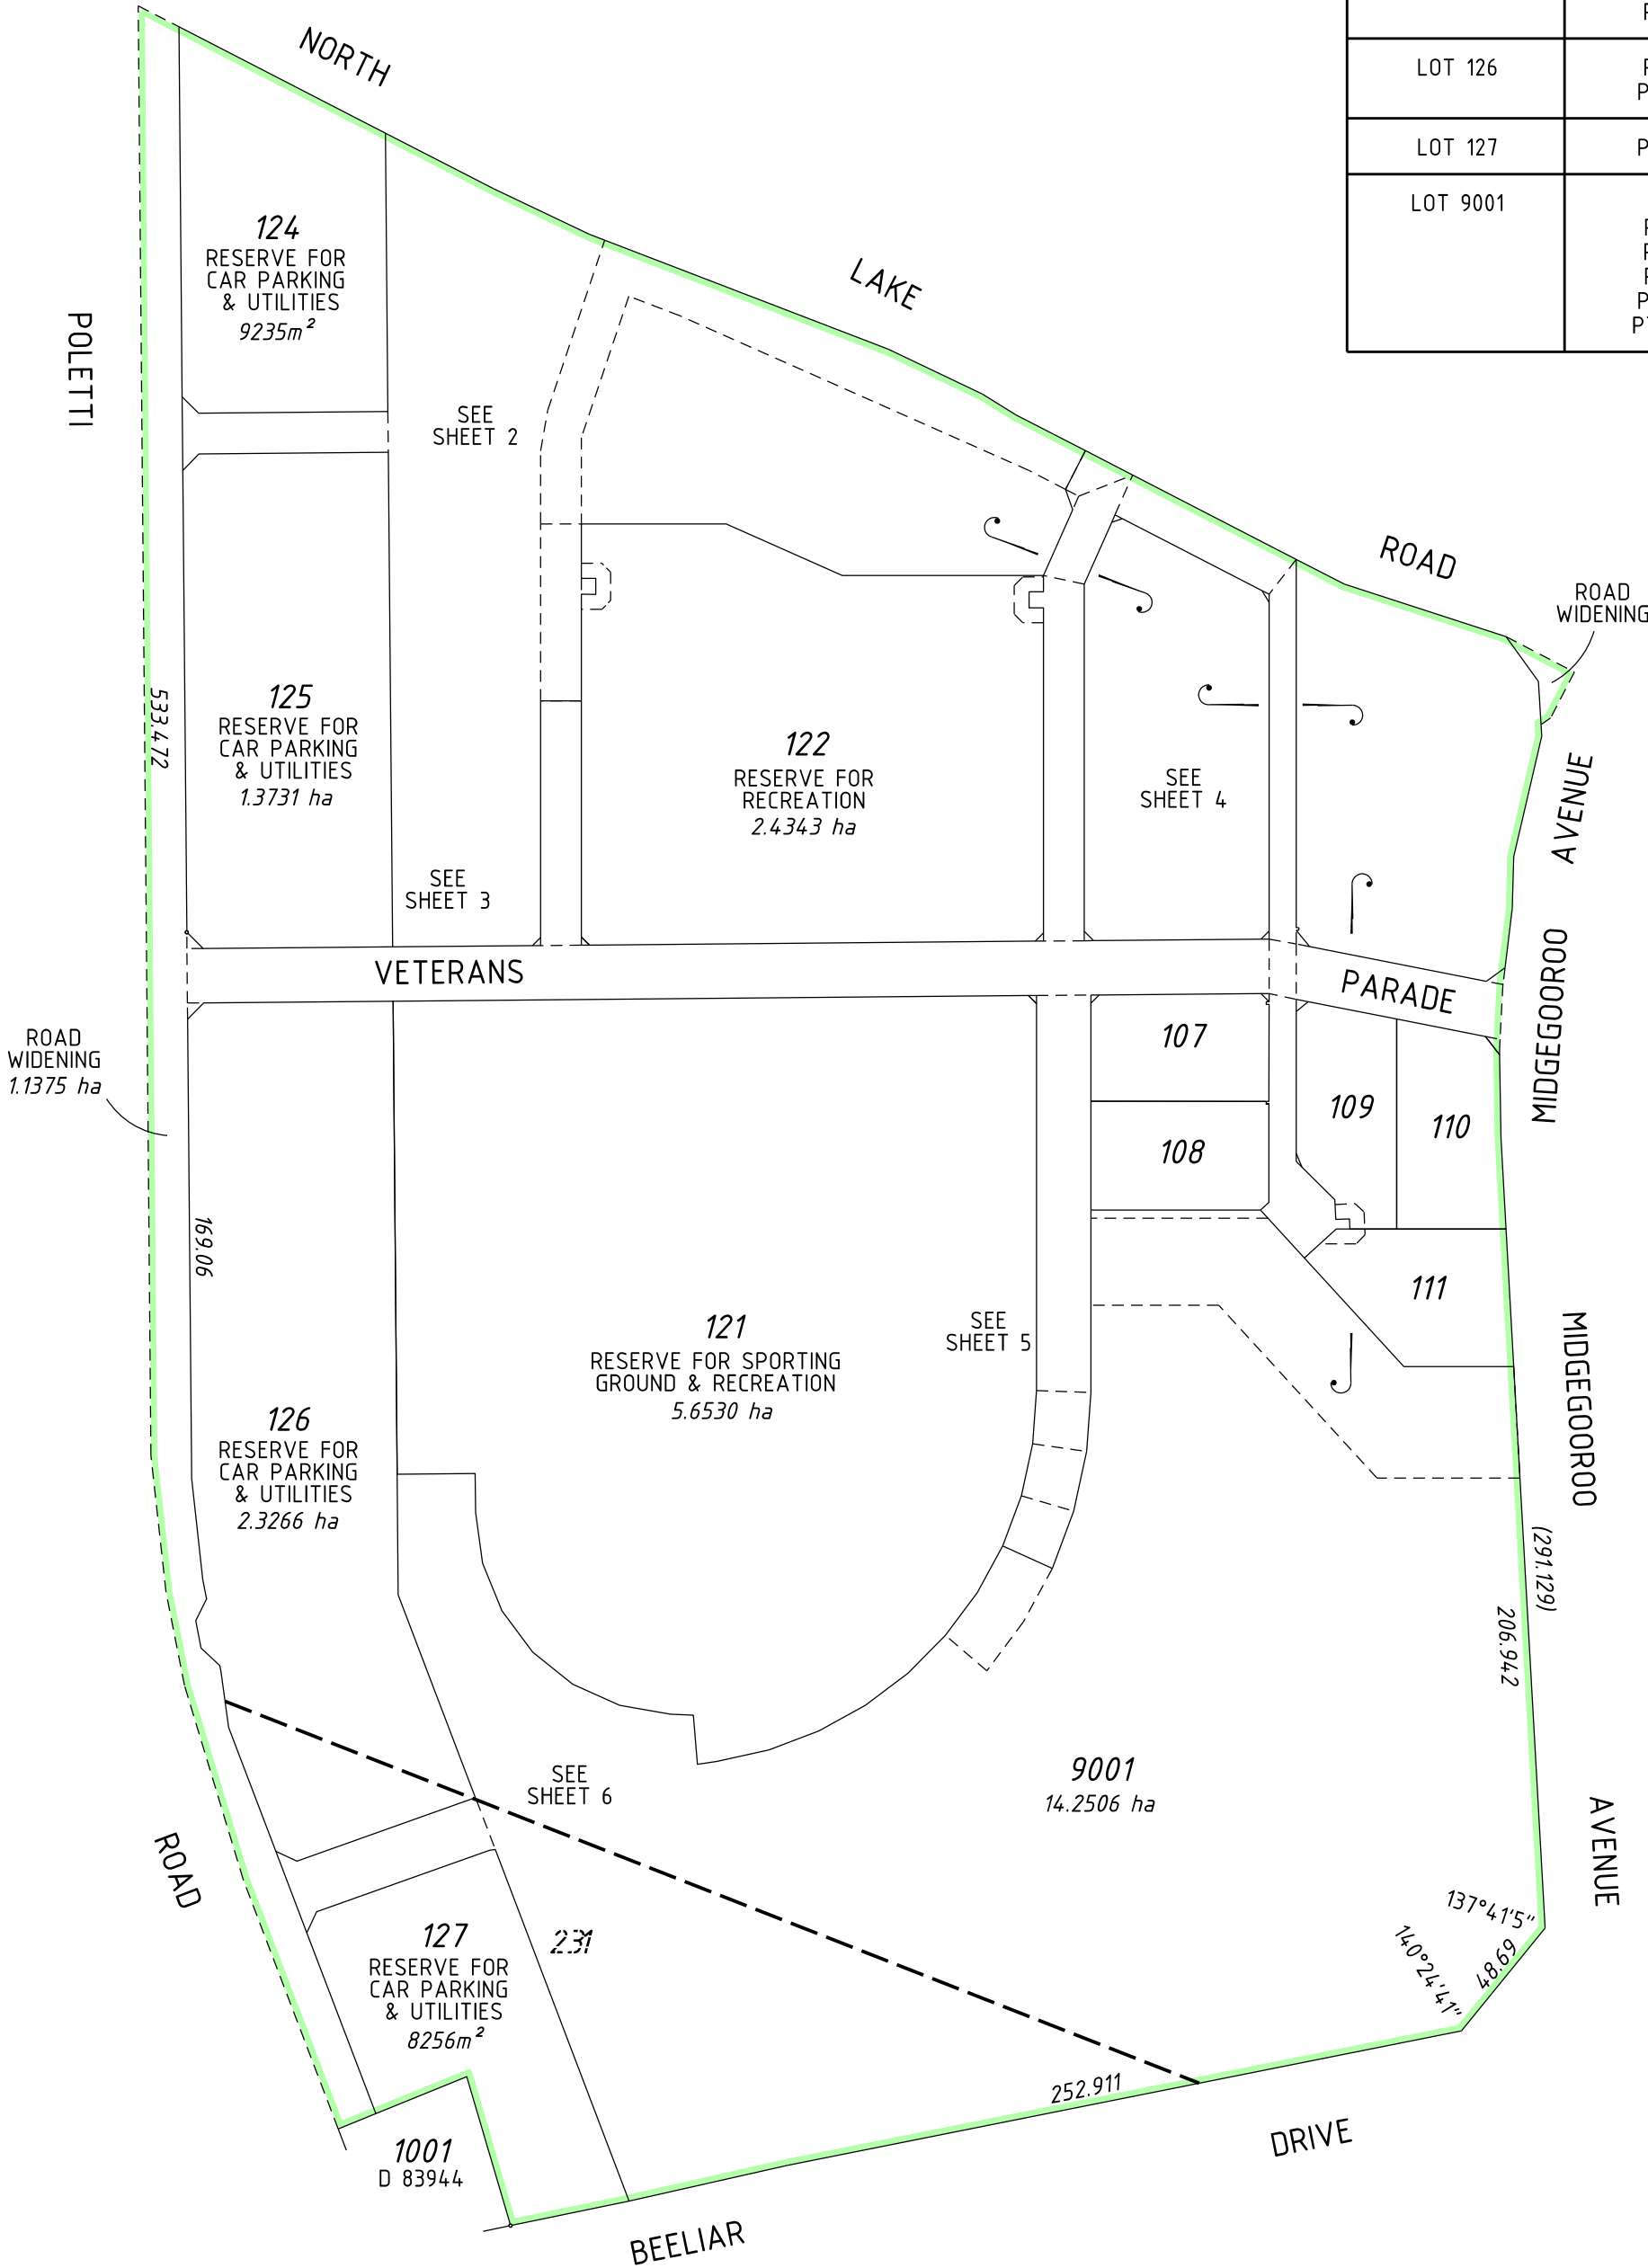 NORTH
LAKE
ROAD
LOT 126
LOT 127
LOT 9001
124
RESERVE FOR
CAR PARKING
& UTILITIES
9235m²
POLETTI
SEE
SHEET 2
ROAD
WIDENING
533.472
125
RESERVE FOR
CAR PARKING
& UTILITIES
1.3731 ha
122
RESERVE FOR
RECREATION
2.4343 ha
SEE
SHEET 4
AVENUE
SEE
SHEET 3
VETERANS
PARADE
MIDGEGOOROO
ROAD
WIDENING
1.1375 ha
107
108
109
110
111
169.06
121
RESERVE FOR SPORTING
GROUND & RECREATION
5.6530 ha
SEE
SHEET 5
MIDGEGOOROO
126
RESERVE FOR
CAR PARKING
& UTILITIES
2.3266 ha
(291.129)
206.942
SEE
SHEET 6
9001
14.2506 ha
AVENUE
ROAD
137°41'5"
140°24'41"
48.69
127
RESERVE FOR
CAR PARKING
& UTILITIES
8256m²
231
252.911
1001
D 83944
DRIVE
BEELIAR